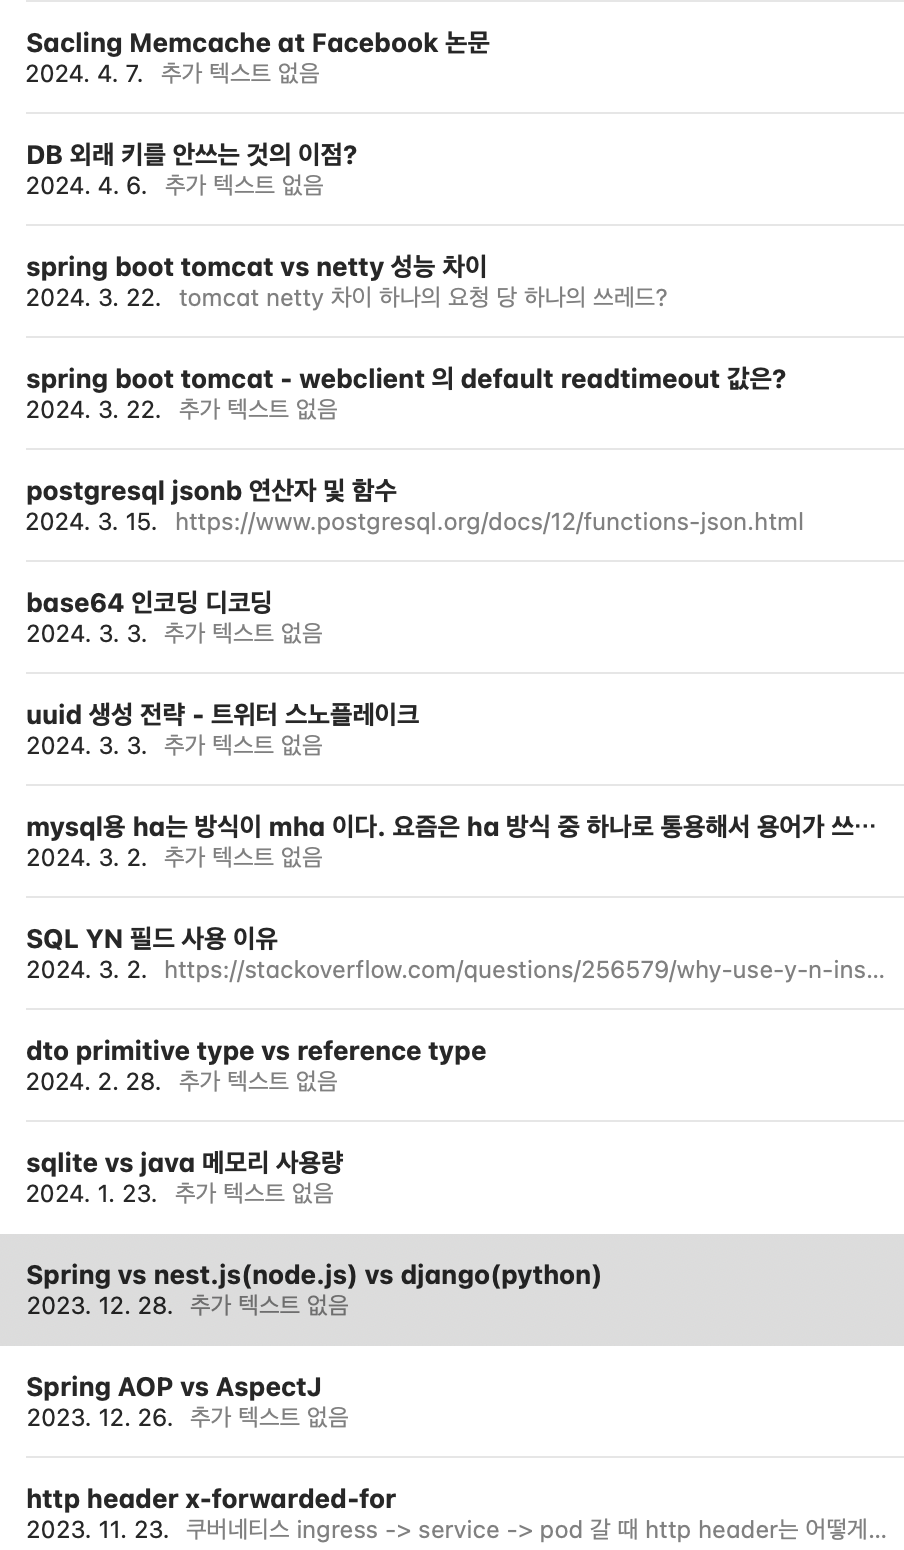 Sacling Memcache at Facebook 논문
2024. 4. 7. 추가 텍스트 없음
DB 외래 키를 안쓰는 것의 이점?
2024. 4. 6. 추가 텍스트 없음
spring boot tomcat vs netty 성능 차이
2024. 3. 22. tomcat netty 차이 하나의 요청 당 하나의 쓰레드?
spring boot tomcat - webclient 의 default readtimeout 값은?
2024. 3. 22. 추가 텍스트 없음
postgresql jsonb 연산자 및 함수
2024. 3. 15. https://www.postgresql.org/docs/12/functions-json.html
base64 인코딩 디코딩
2024. 3. 3. 추가 텍스트 없음
uuid 생성 전략 - 트위터 스노플레이크
2024. 3. 3. 추가 텍스트 없음
mysql용 ha는 방식이 mha 이다. 요즘은 ha 방식 중 하나로 통용해서 용어가 쓰…
2024. 3. 2. 추가 텍스트 없음
SQL YN 필드 사용 이유
2024. 3. 2. https://stackoverflow.com/questions/256579/why-use-y-n-ins...
dto primitive type vs reference type
2024. 2. 28. 추가 텍스트 없음
sqlite vs java 메모리 사용량
2024. 1. 23. 추가 텍스트 없음
Spring vs nest.js(node.js) vs django(python)
2023. 12. 28. 추가 텍스트 없음
Spring AOP vs AspectJ
2023. 12. 26. 추가 텍스트 없음
http header x-forwarded-for
2023. 11. 23. 쿠버네티스 ingress -> service -> pod 갈 때 http header는 어떻게...